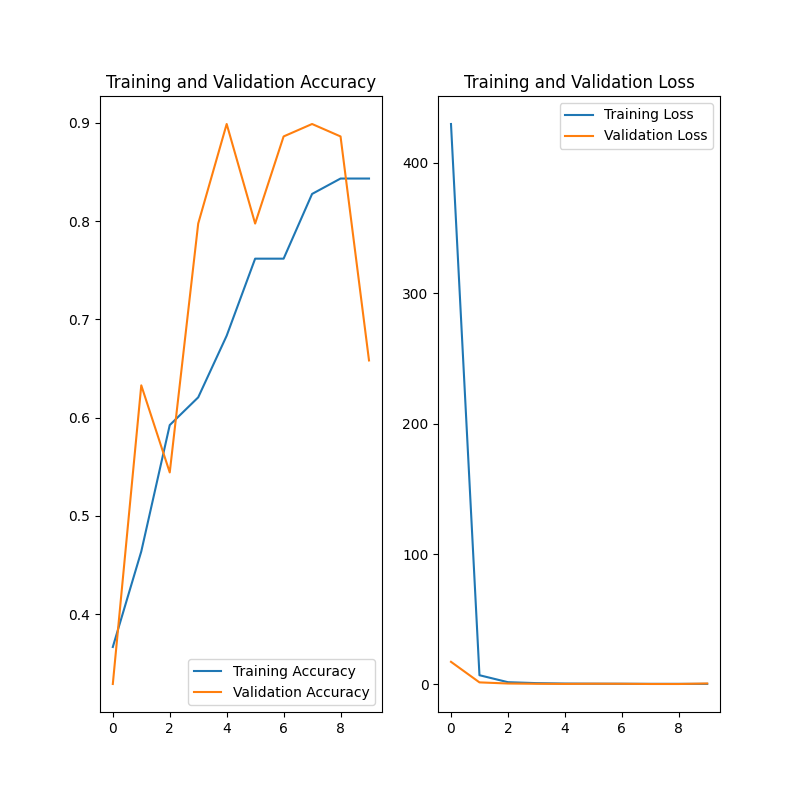 Training and Validation Accuracy
0.9
0.8
0.7
0.6
0.5
0.4
0 2 4 6 8
Training Accuracy
Validation Accuracy
Training and Validation Loss
400
300
200
100
0
0 2 4 6 8
Training Loss
Validation Loss